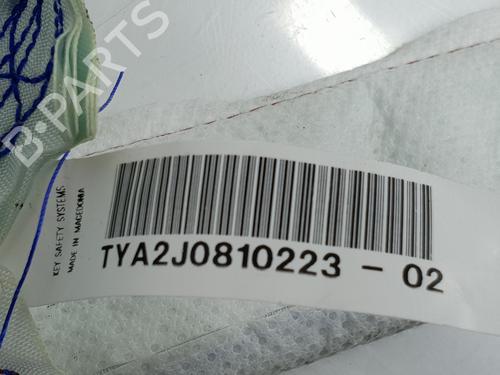 B-PARTS
KEY SAFETY SYSTEMS
MADE IN MACEDONIA
TYA2J0810223 - 02